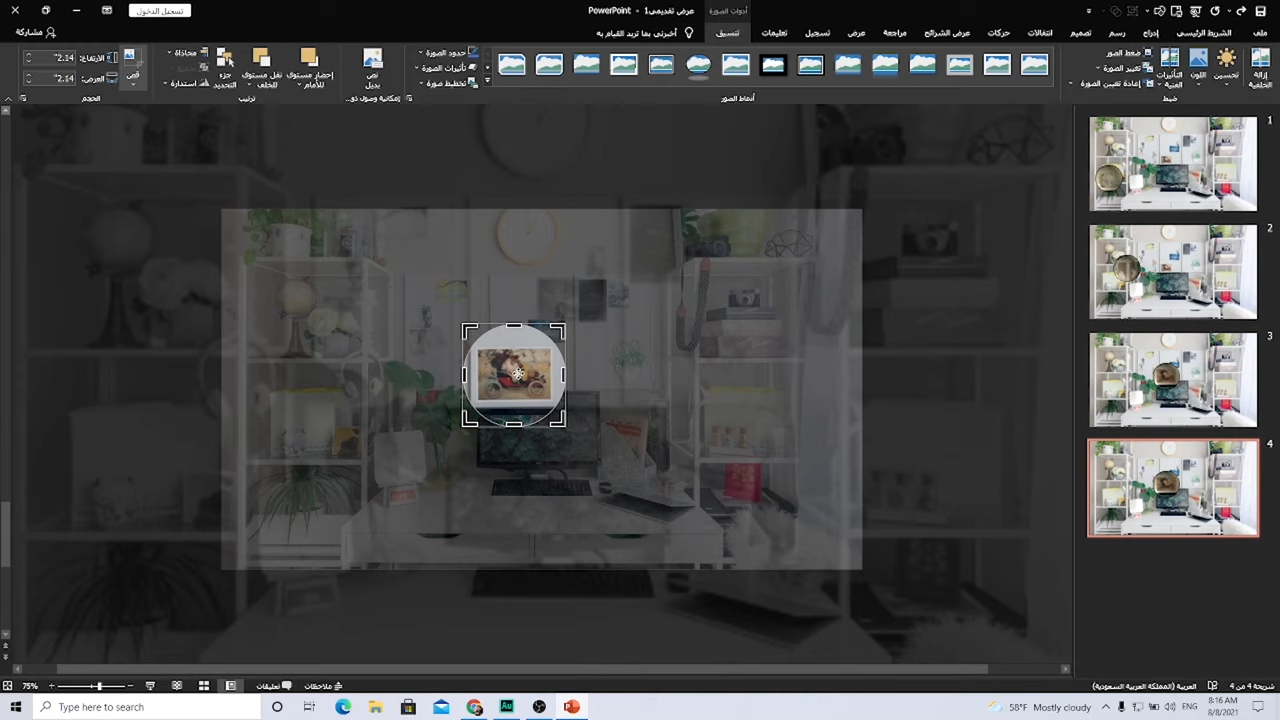 تسجيل الدخول
عرض تقديمي1 - PowerPoint
أدوات الصورة
ملف
الشريط الرئيسي
إدراج
رسم
تصميم
انتقالات
حركات
عرض الشرائح
مراجعة
عرض
تسجيل
تعليمات
تنسيق
أخبرني بما تريد القيام به
مشاركة
إزالة الخلفية
تحسين
اللون
التأثيرات الفنية
ضغط الصور
تغيير الصورة
إعادة تعيين الصورة
ضبط
أنماط الصور
حدود الصورة
تأثيرات الصورة
تخطيط صورة
نص بديل
إمكانية وصول ذوو...
إحضار لمستوى للأمام
نقل لمستوى للخلف
جزء التحديد
محاذاة
تجميع
استدارة
ترتيب
قص
الارتفاع: 2.14"
العرض: 2.14"
الحجم
1
2
3
4
شريحة 4 من 4
العربية (المملكة العربية السعودية)
ملاحظات
تعليقات
75%
Type here to search
58°F Mostly cloudy
ENG
8:16 AM
8/8/2021